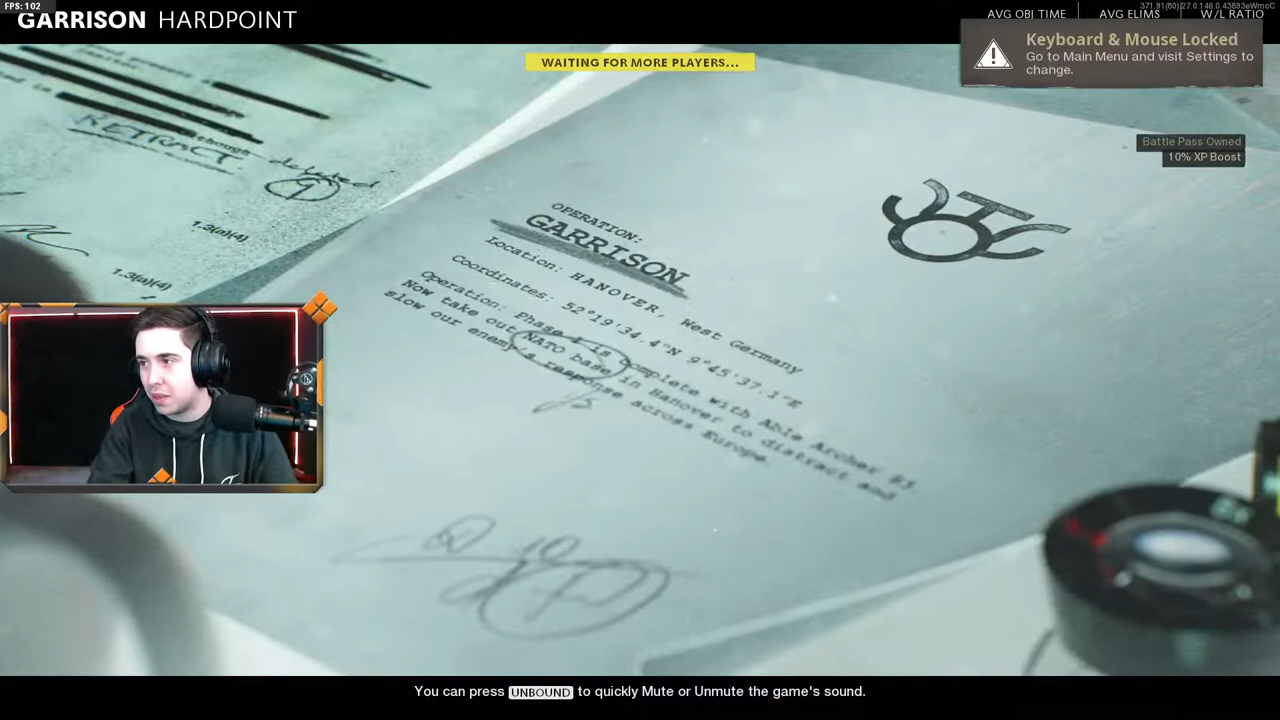 FPS: 102
GARRISON HARDPOINT
AVG OBJ TIME AVG ELIMS W/L RATIO
WAITING FOR MORE PLAYERS...
Keyboard & Mouse Locked
Go to Main Menu and visit Settings to
change.
Battle Pass Owned
10% XP Boost
RETRACT
though
deleted
1.3(a)(4)
1.3(a)(4)
OPERATION:
GARRISON
Location: HANOVER, West Germany
Coordinates: 52°19'34.4"N 9°45'37.1"E
Operation: Phase 1 is complete with Able Archer 83.
Now take out NATO base in Hanover to distract and
slow our enemy's response across Europe.
You can press UNBOUND to quickly Mute or Unmute the game's sound.